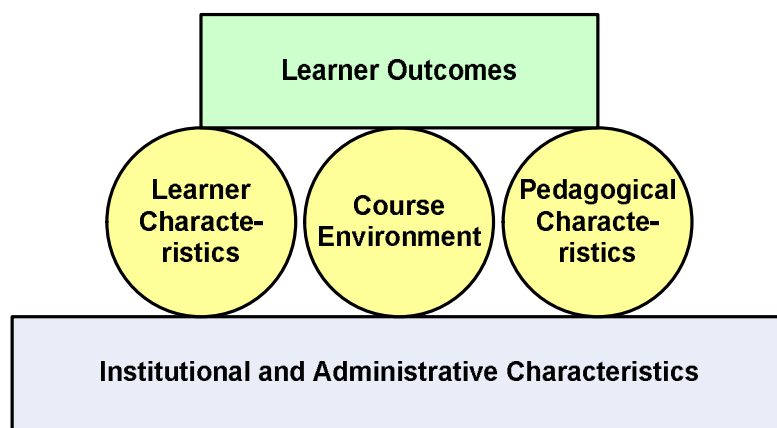 Learner Outcomes
Learner
Characte-
ristics
Course
Environment
Pedagogical
Characte-
ristics
Institutional and Administrative Characteristics